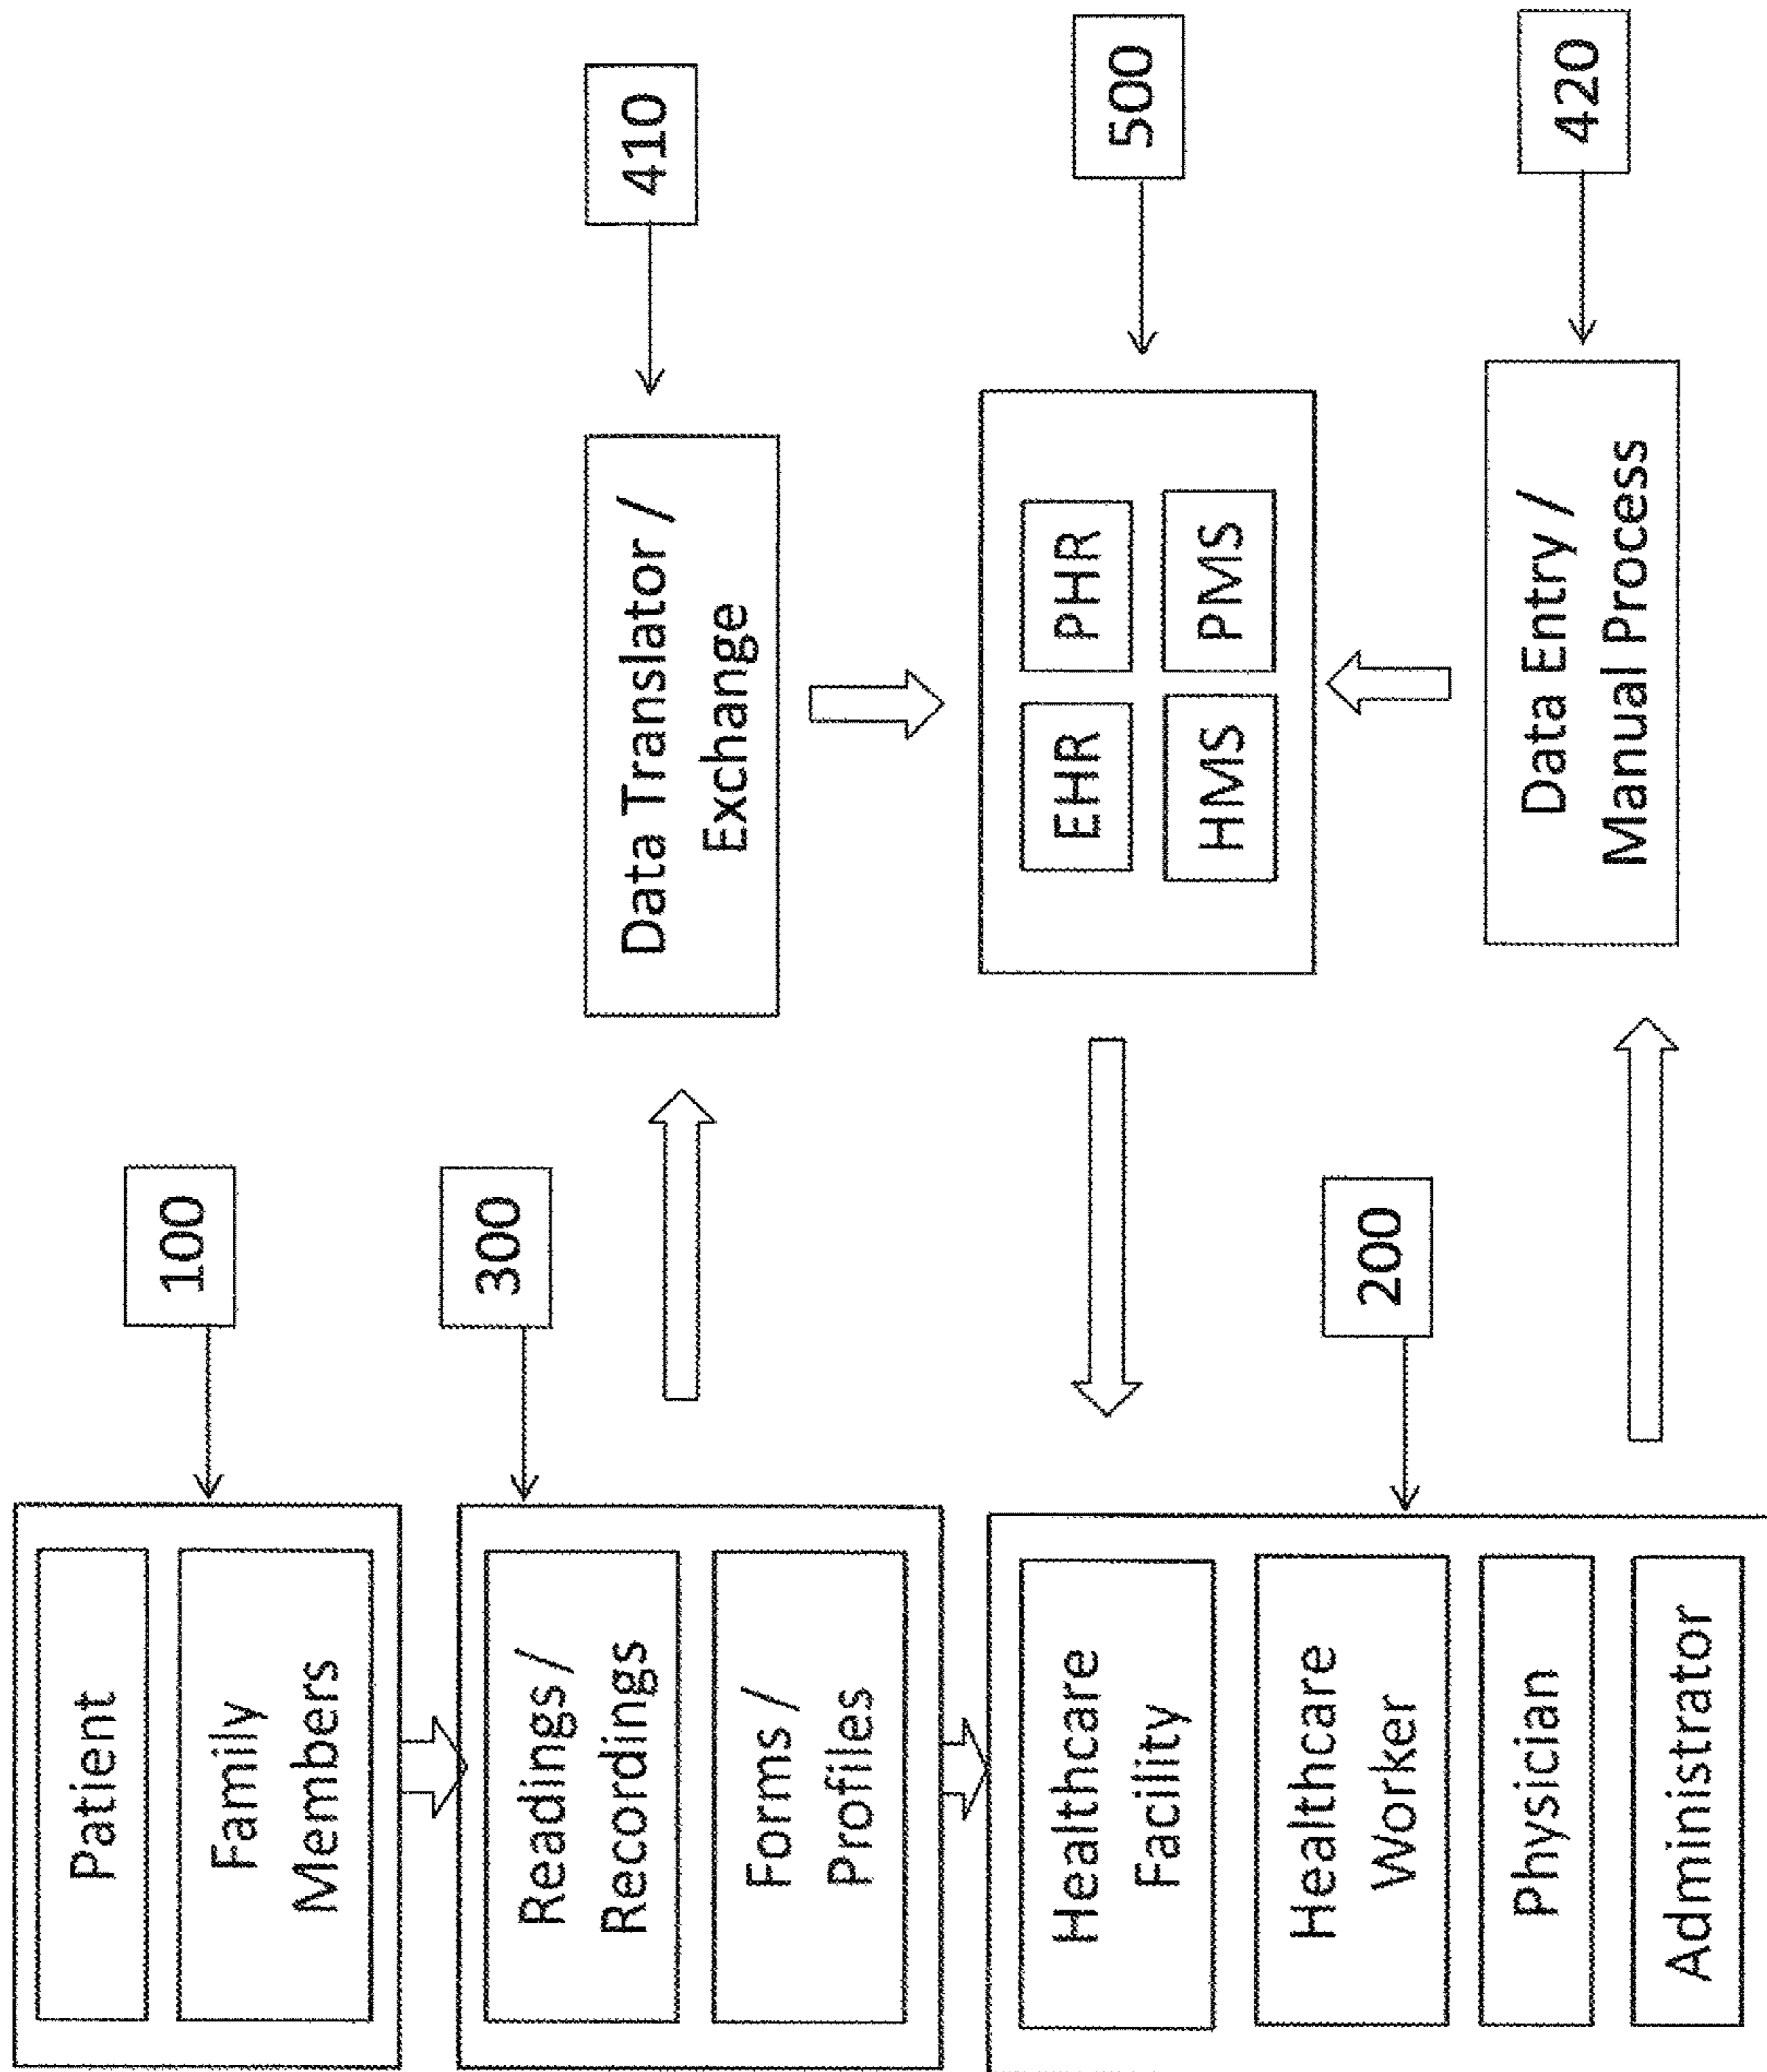 Patient
Family
Members
100
Readings /
Recordings
Forms /
Profiles
300
Healthcare
Facility
Healthcare
Worker
Physician
Administrator
200
Data Translator /
Exchange
410
EHR
PHR
HMS
PMS
500
Data Entry /
Manual Process
420